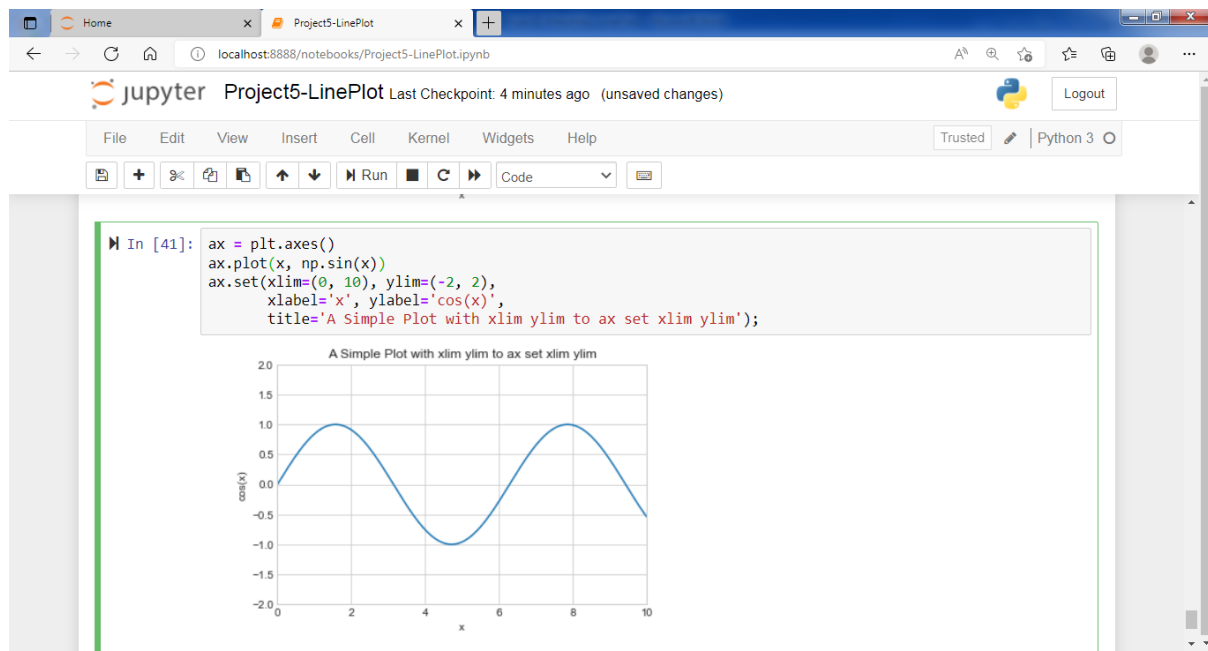 Home
Project5-LinePlot
localhost:8888/notebooks/Project5-LinePlot.ipynb
jupyter Project5-LinePlot Last Checkpoint: 4 minutes ago (unsaved changes)
Logout
File Edit View Insert Cell Kernel Widgets Help
Trusted Python 3
Run Code
x
In [41]: ax = plt.axes()
ax.plot(x, np.sin(x))
ax.set(xlim=(0, 10), ylim=(-2, 2),
xlabel='x', ylabel='cos(x)',
title='A Simple Plot with xlim ylim to ax set xlim ylim');
A Simple Plot with xlim ylim to ax set xlim ylim
2.0
1.5
1.0
0.5
cos(x)
0.0
−0.5
−1.0
−1.5
−2.0
0 2 4 6 8 10
x